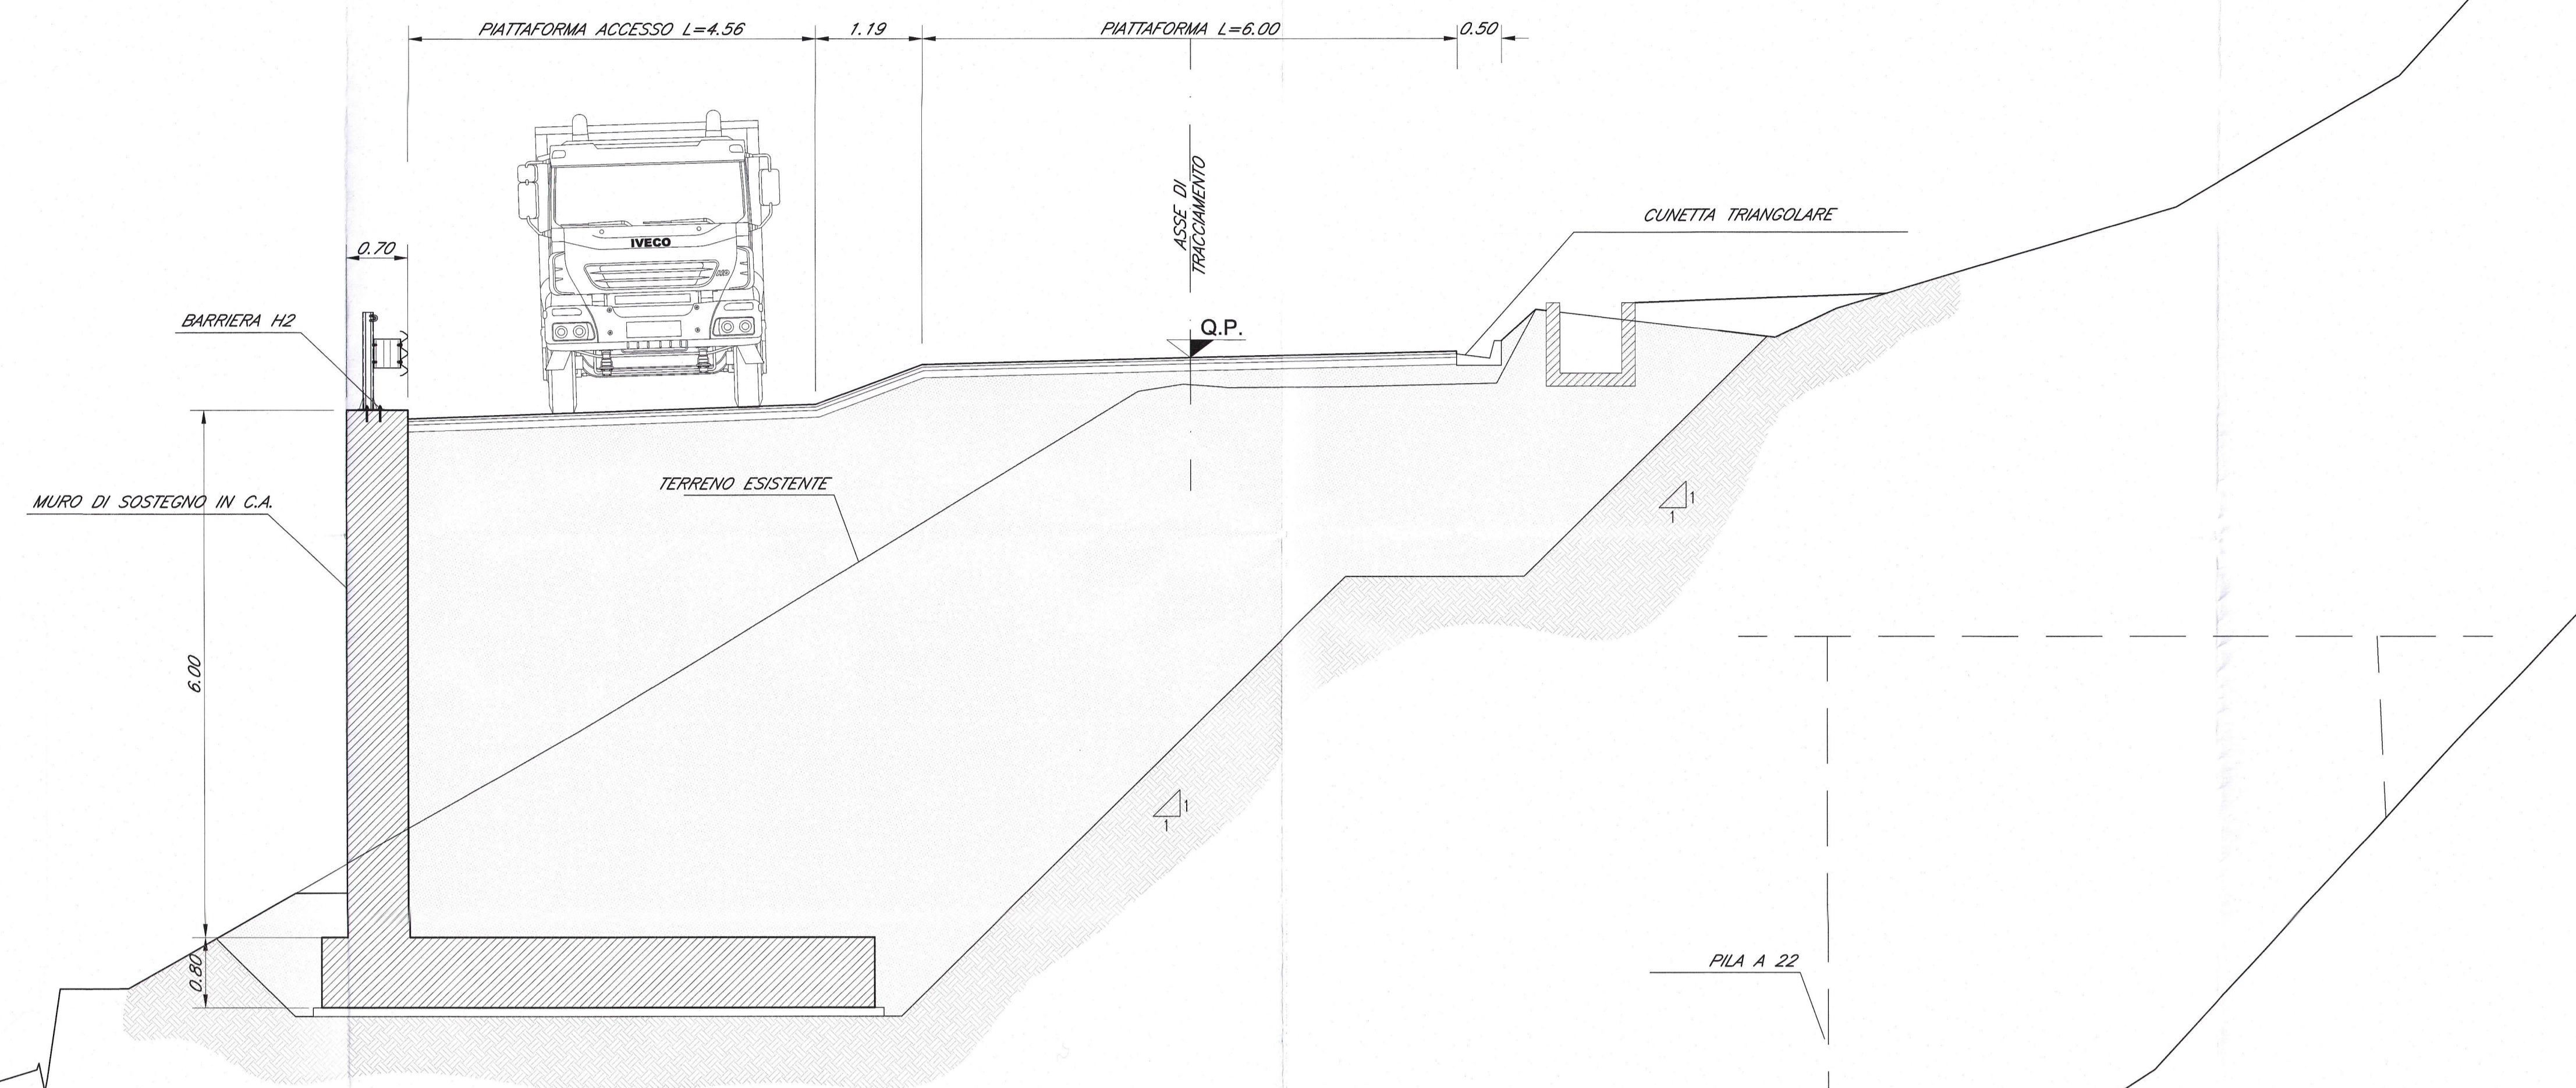 PIATTAFORMA ACCESSO L=4.56
1.19
PIATTAFORMA L=6.00
0.50
ASSE DI
TRACCIAMENTO
CUNETTA TRIANGOLARE
IVECO
0.70
BARRIERA H2
Q.P.
TERRENO ESISTENTE
MURO DI SOSTEGNO IN C.A.
1
1
6.00
1
1
0.80
PILA A 22